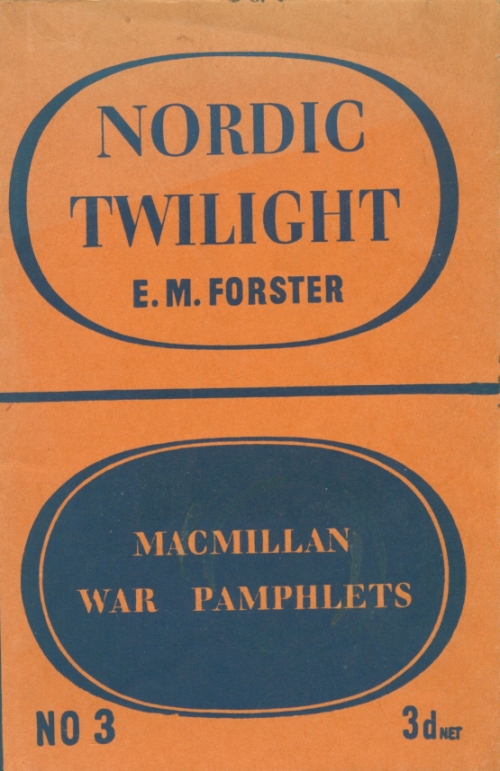 NORDIC
TWILIGHT
E. M. FORSTER
MACMILLAN
WAR PAMPHLETS
NO 3
3d NET